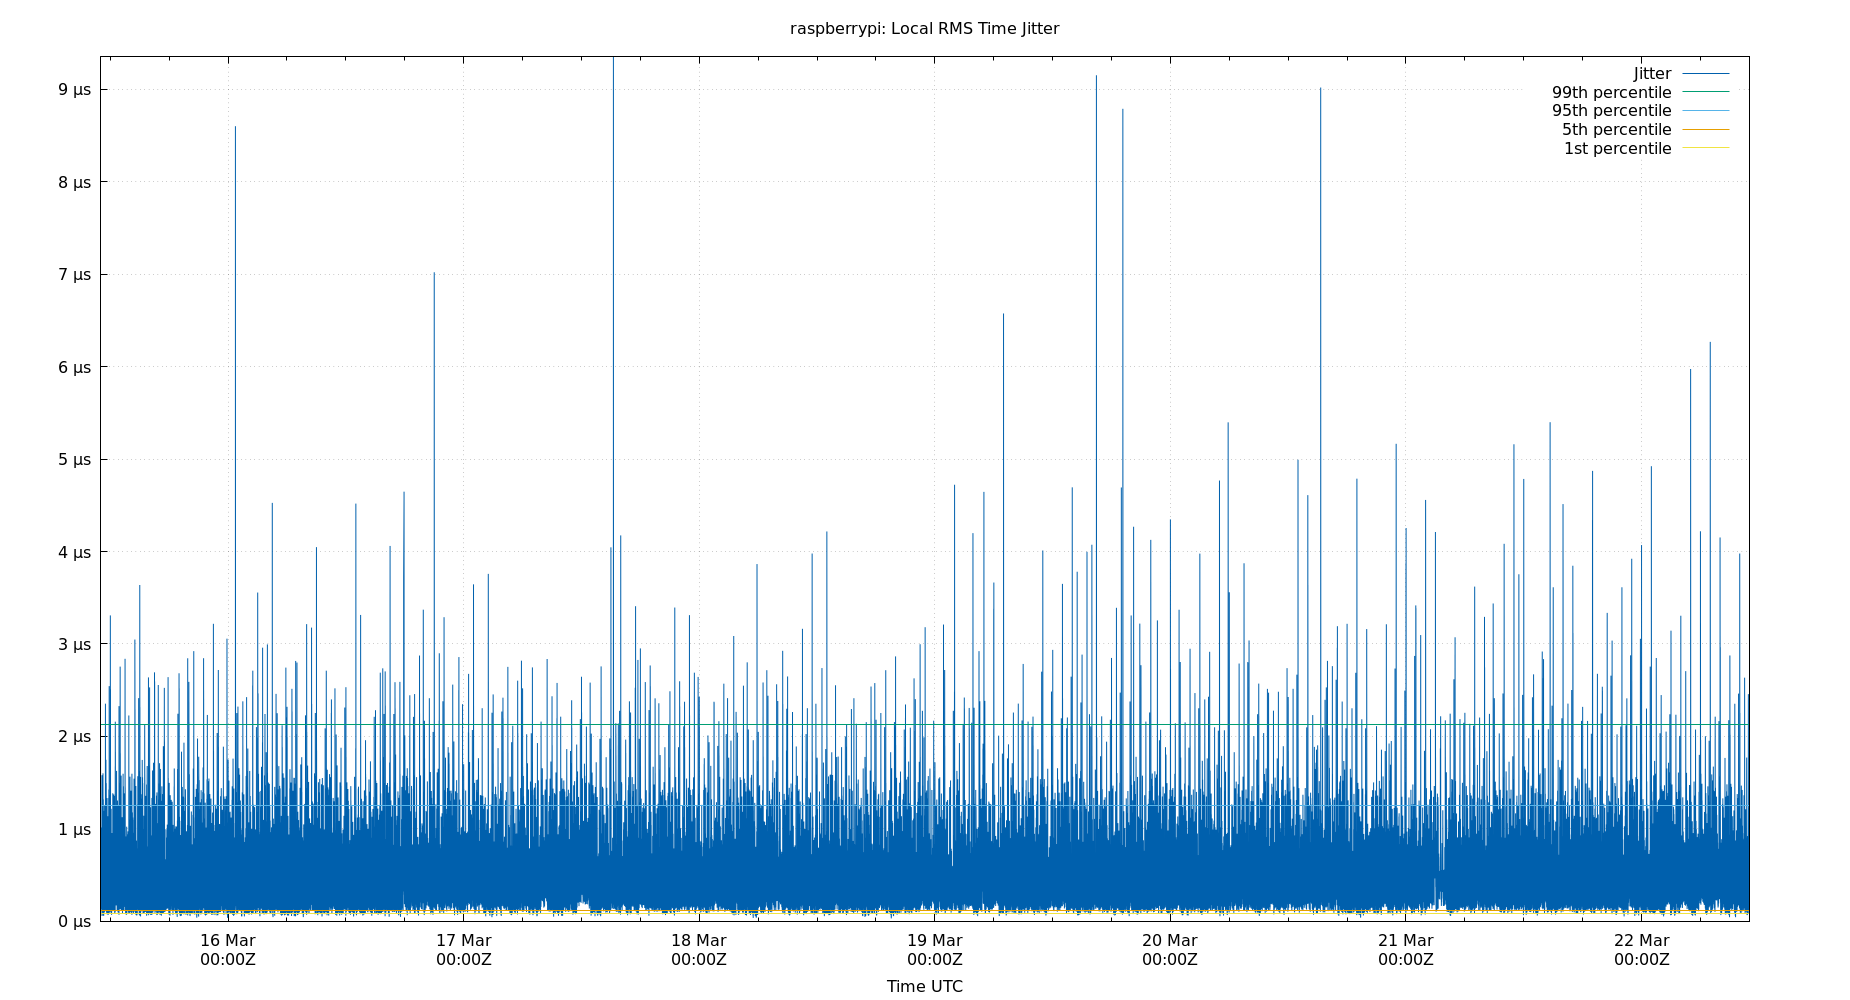 raspberrypi: Local RMS Time Jitter
Jitter
99th percentile
95th percentile
5th percentile
1st percentile
9 µs
8 µs
7 µs
6 µs
5 µs
4 µs
3 µs
2 µs
1 µs
0 µs
16 Mar 17 Mar 18 Mar 19 Mar 20 Mar 21 Mar 22 Mar
00:00Z 00:00Z 00:00Z 00:00Z 00:00Z 00:00Z 00:00Z
Time UTC